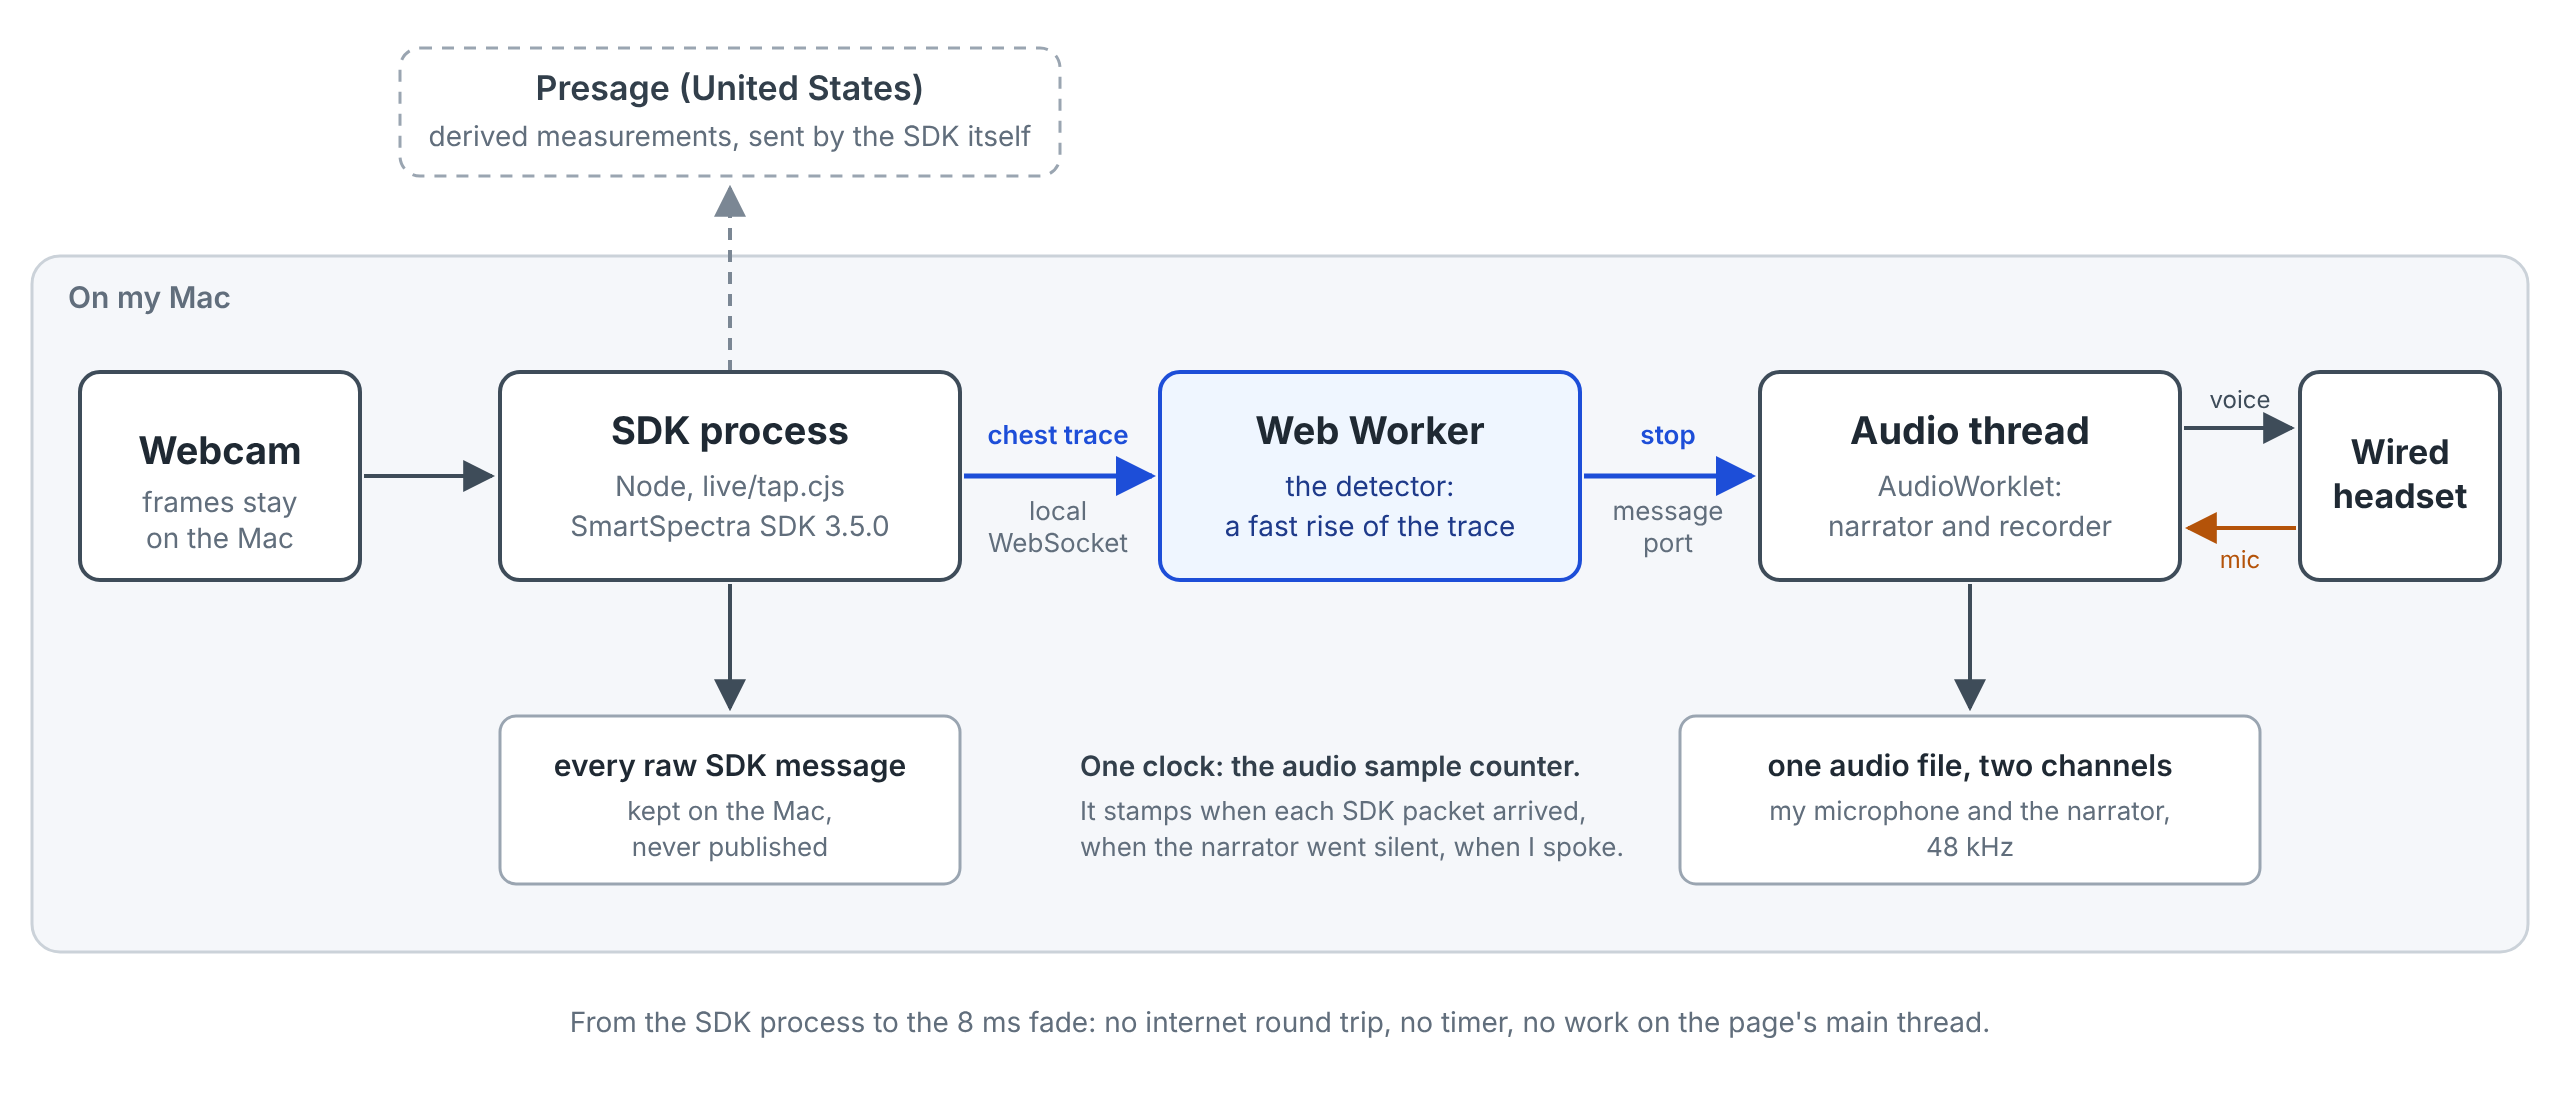 Presage (United States)
derived measurements, sent by the SDK itself
On my Mac
Webcam
frames stay
on the Mac
SDK process
Node, live/tap.cjs
SmartSpectra SDK 3.5.0
chest trace
local
WebSocket
Web Worker
the detector:
a fast rise of the trace
stop
message
port
Audio thread
AudioWorklet:
narrator and recorder
voice
mic
Wired
headset
every raw SDK message
kept on the Mac,
never published
One clock: the audio sample counter.
It stamps when each SDK packet arrived,
when the narrator went silent, when I spoke.
one audio file, two channels
my microphone and the narrator,
48 kHz
From the SDK process to the 8 ms fade: no internet round trip, no timer, no work on the page's main thread.